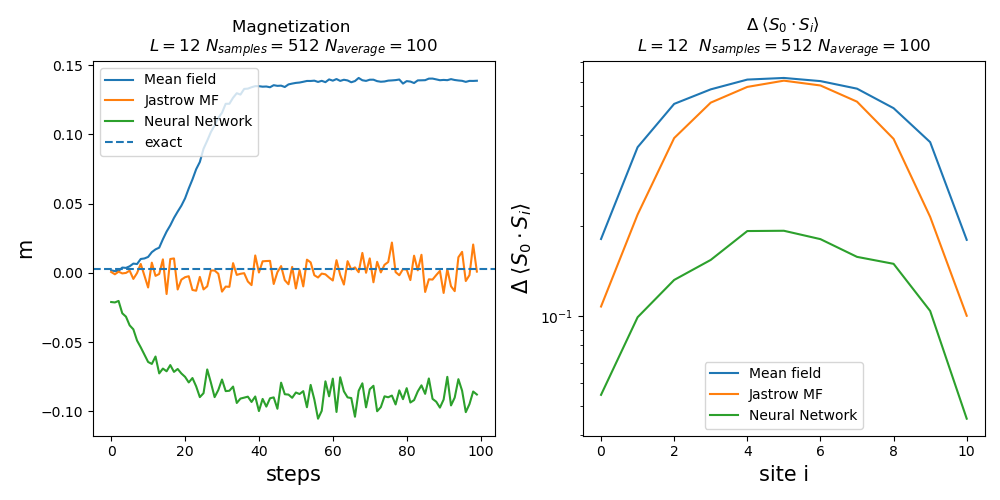 Magnetization
L = 12 N_samples = 512 N_average = 100
0.15
0.10
0.05
0.00
−0.05
−0.10
m
Mean field
Jastrow MF
Neural Network
exact
0 20 40 60 80 100
steps
Δ ⟨S_0 · S_i⟩
L = 12 N_samples = 512 N_average = 100
10^{−1}
Δ ⟨S_0 · S_i⟩
Mean field
Jastrow MF
Neural Network
0 2 4 6 8 10
site i